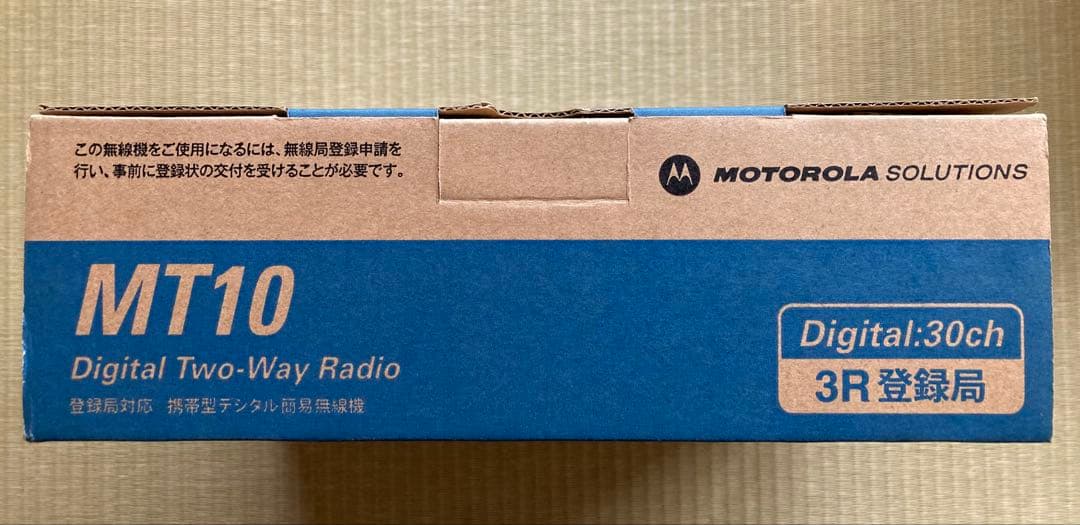 この無線機をご使用になるには、無線局登録申請を
行い、事前に登録状の交付を受けることが必要です。
MOTOROLA SOLUTIONS
MT10
Digital Two-Way Radio
登録局対応 携帯型デジタル簡易無線機
Digital:30ch
3R 登録局